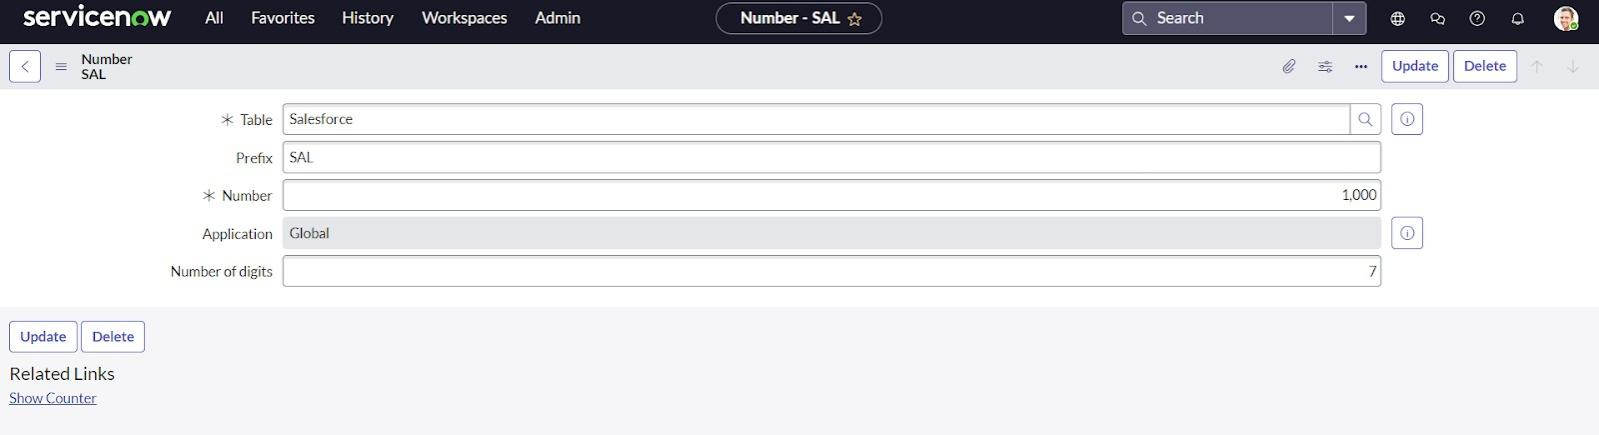 servicenow All Favorites History Workspaces Admin Number - SAL Search
Number
SAL
Update Delete
* Table Salesforce
Prefix SAL
* Number 1,000
Application Global
Number of digits 7
Update Delete
Related Links
Show Counter